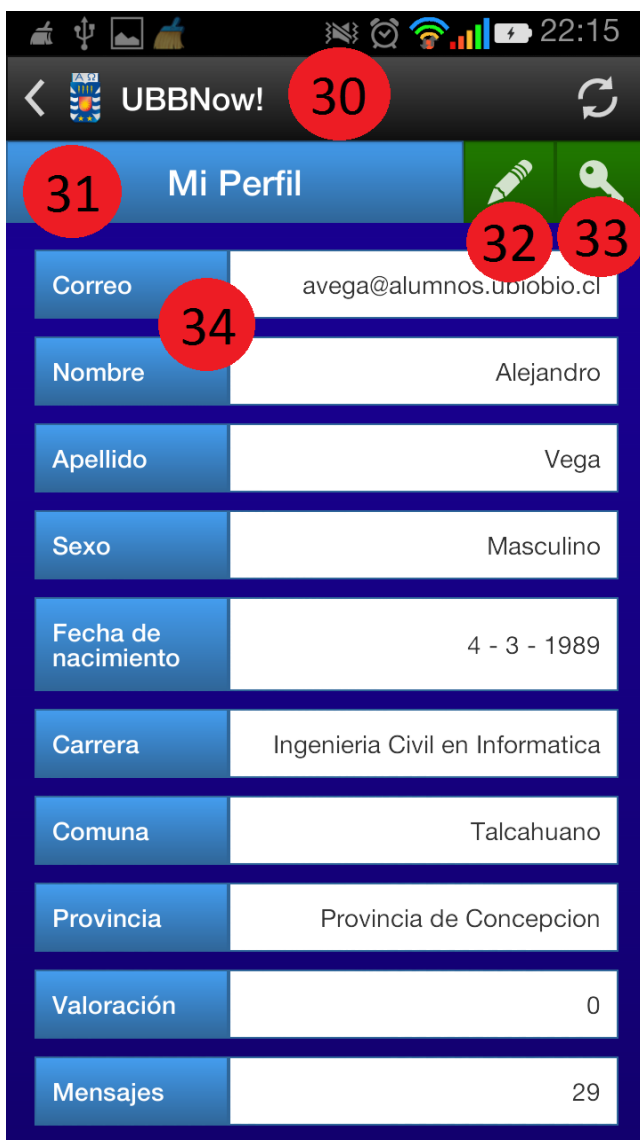 22:15
UBBNow! 30
31 Mi Perfil
32 33
Correo avega@alumnos.ubiobio.cl
34
Nombre Alejandro
Apellido Vega
Sexo Masculino
Fecha de
nacimiento 4 - 3 - 1989
Carrera Ingenieria Civil en Informatica
Comuna Talcahuano
Provincia Provincia de Concepcion
Valoración 0
Mensajes 29